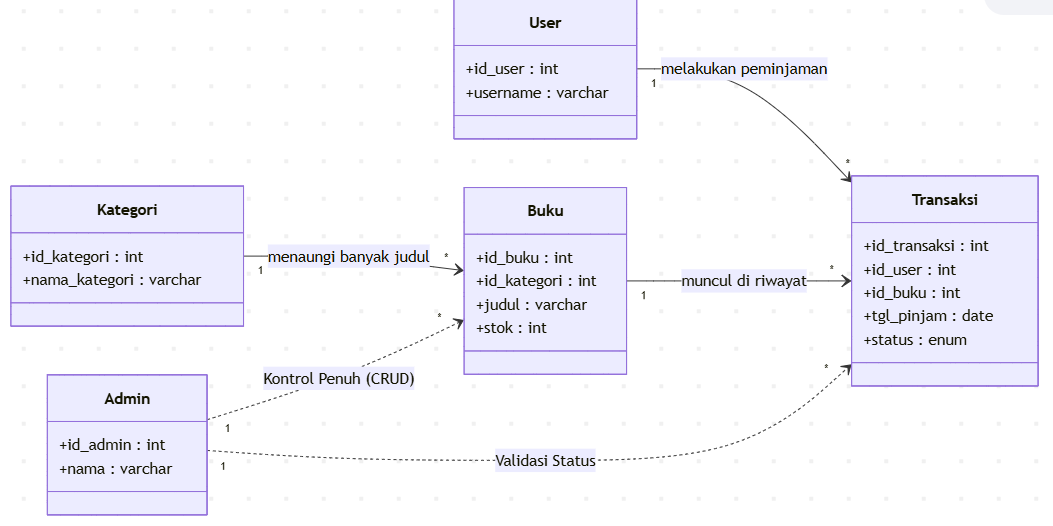 User
+id_user : int
+username : varchar
1
melakukan peminjaman
*
Kategori
+id_kategori : int
+nama_kategori : varchar
1
menaungi banyak judul
*
Buku
+id_buku : int
+id_kategori : int
+judul : varchar
+stok : int
1
muncul di riwayat
*
Transaksi
+id_transaksi : int
+id_user : int
+id_buku : int
+tgl_pinjam : date
+status : enum
Admin
+id_admin : int
+nama : varchar
1
Kontrol Penuh (CRUD)
*
1
Validasi Status
*